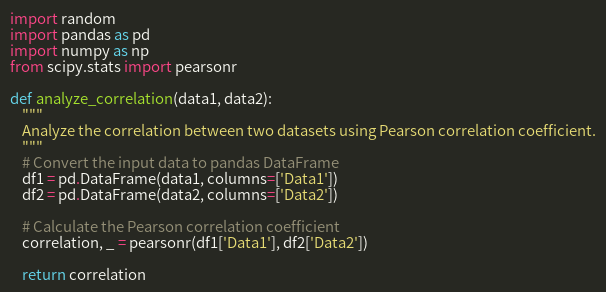 import random
import pandas as pd
import numpy as np
from scipy.stats import pearsonr

def analyze_correlation(data1, data2):
    """
    Analyze the correlation between two datasets using Pearson correlation coefficient.
    """
    # Convert the input data to pandas DataFrame
    df1 = pd.DataFrame(data1, columns=['Data1'])
    df2 = pd.DataFrame(data2, columns=['Data2'])

    # Calculate the Pearson correlation coefficient
    correlation, _ = pearsonr(df1['Data1'], df2['Data2'])

    return correlation